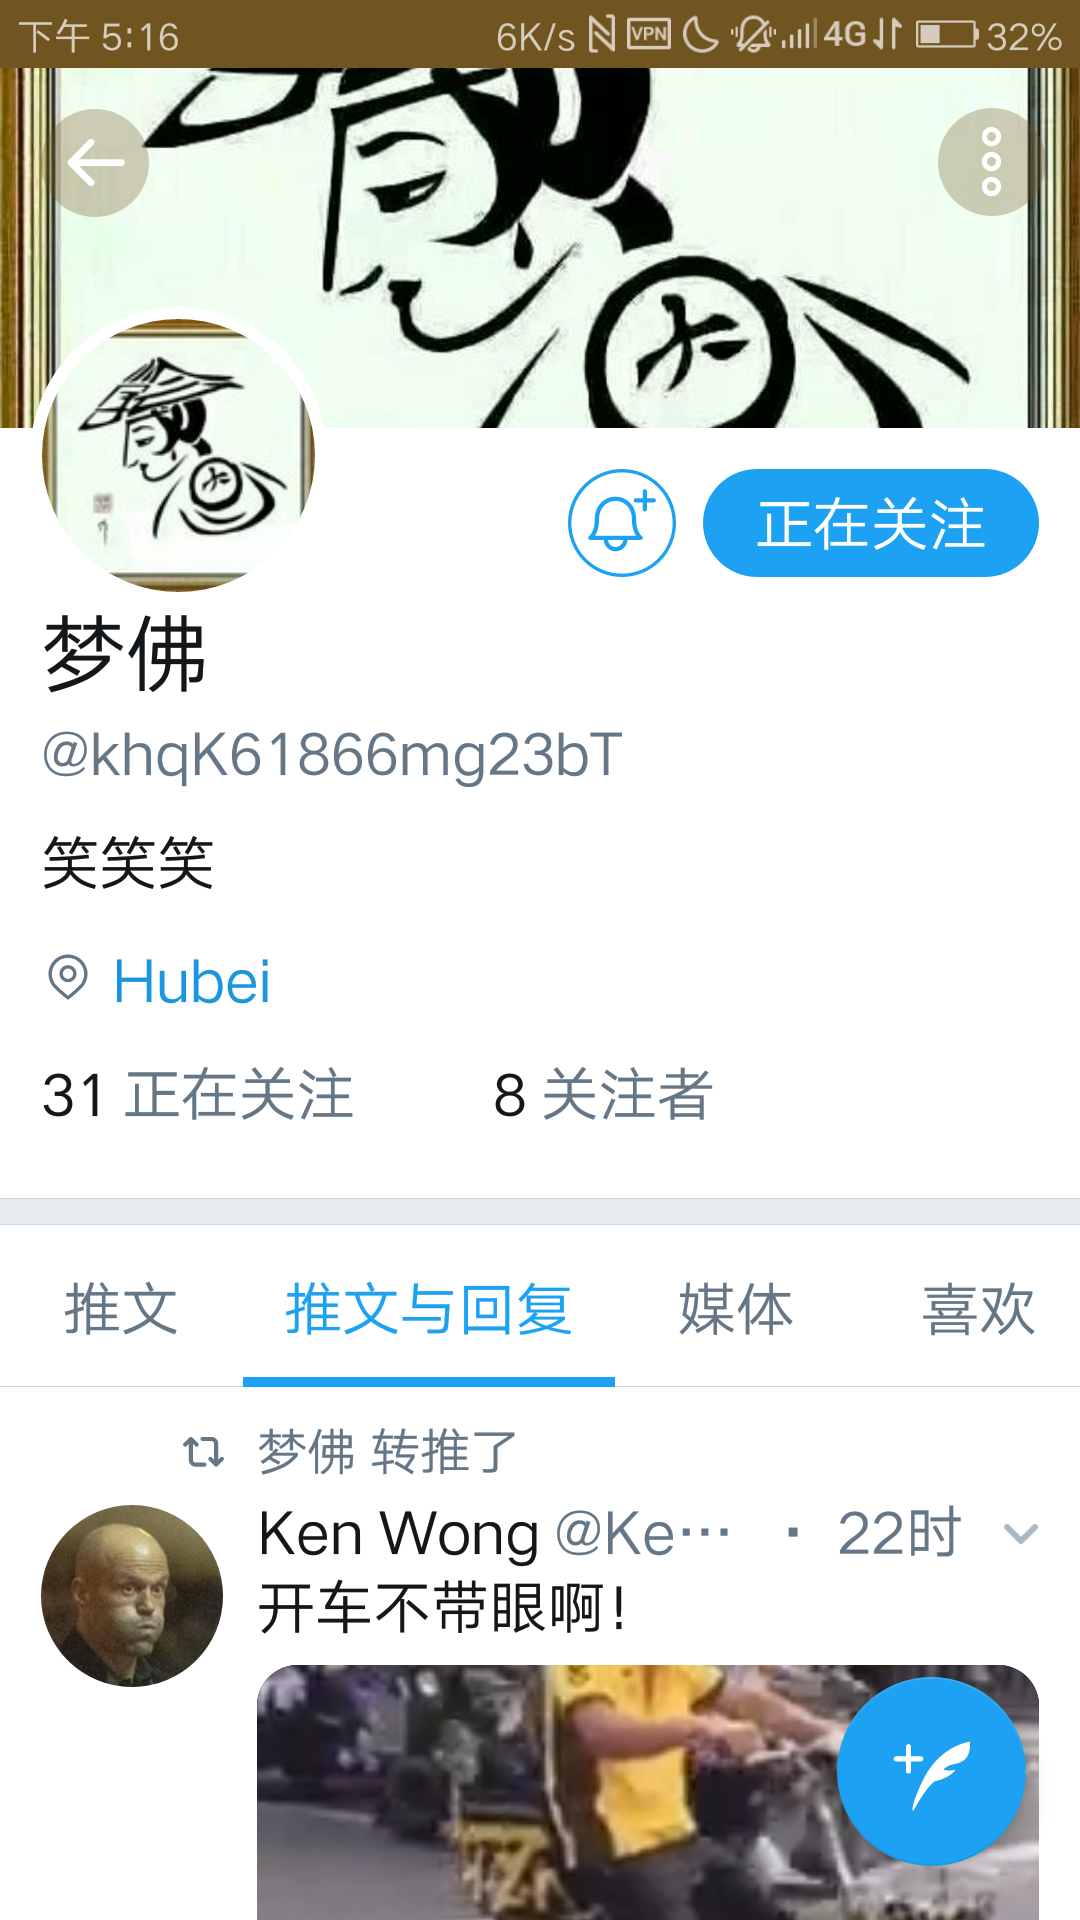 下午 5:16
6K/s VPN 4G 32%
正在关注
梦佛
@khqK61866mg23bT
笑笑笑
Hubei
31 正在关注 8 关注者
推文 推文与回复 媒体 喜欢
梦佛 转推了
Ken Wong @Ke… · 22时
开车不带眼啊!